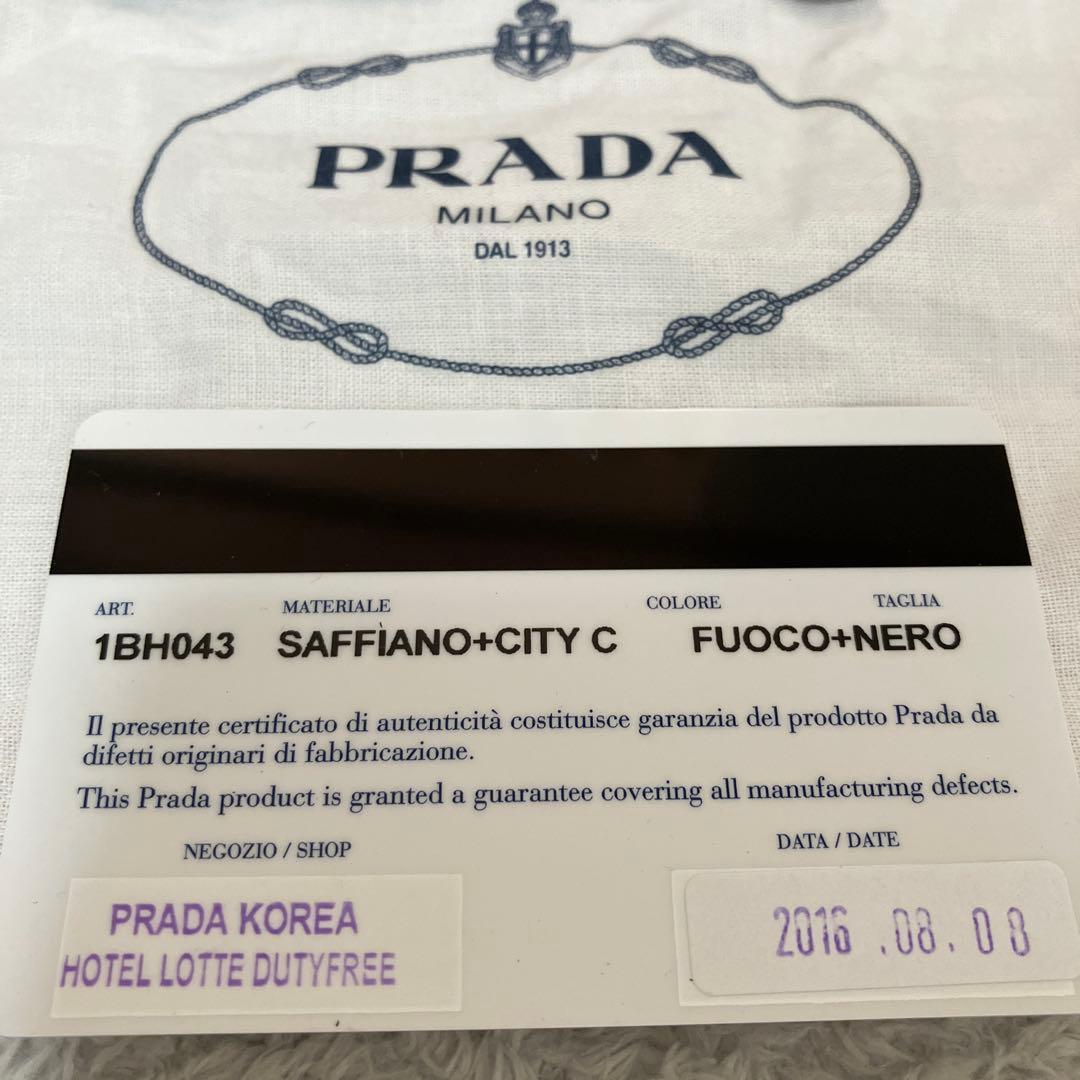 PRADA
MILANO
DAL 1913
ART. MATERIALE COLORE TAGLIA
1BH043 SAFFIANO+CITY C FUOCO+NERO
Il presente certificato di autenticità costituisce garanzia del prodotto Prada da
difetti originari di fabbricazione.
This Prada product is granted a guarantee covering all manufacturing defects.
NEGOZIO / SHOP DATA / DATE
PRADA KOREA
HOTEL LOTTE DUTYFREE
2016 .08.08